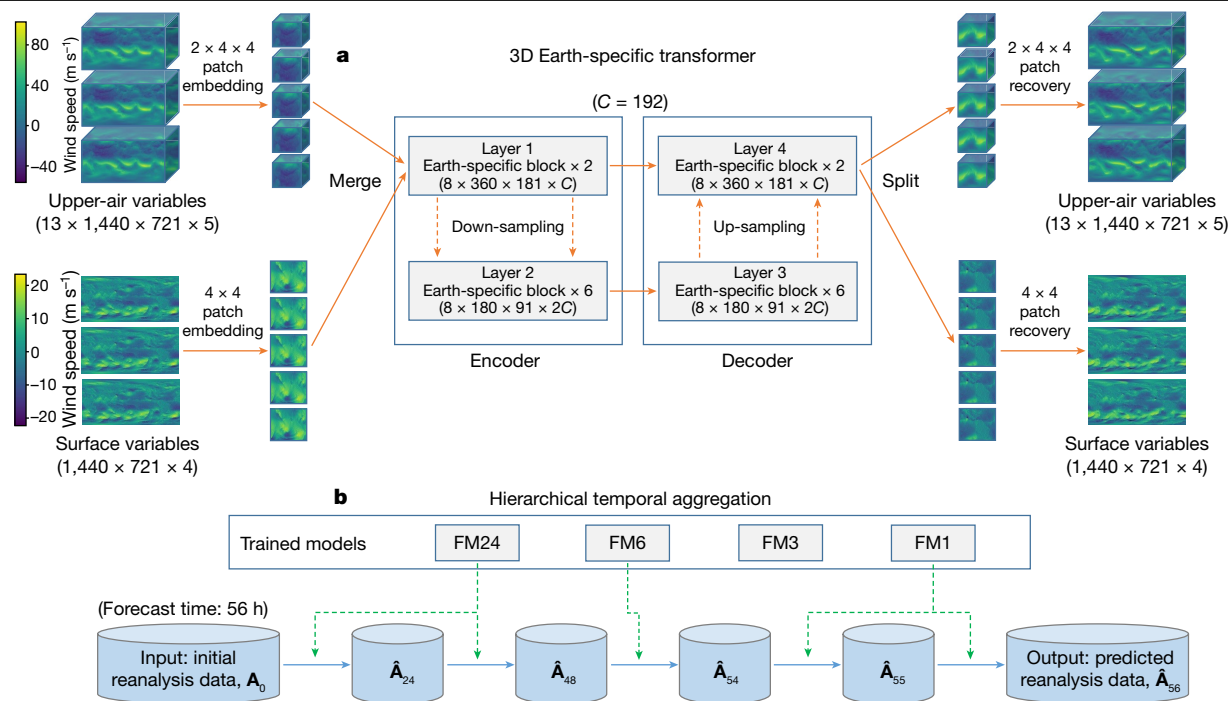 a
3D Earth-specific transformer
(C = 192)
Wind speed (m s⁻¹)
80
40
0
−40
2 × 4 × 4
patch
embedding
Upper-air variables
(13 × 1,440 × 721 × 5)
Merge
Layer 1
Earth-specific block × 2
(8 × 360 × 181 × C)
Down-sampling
Layer 2
Earth-specific block × 6
(8 × 180 × 91 × 2C)
Encoder
Layer 4
Earth-specific block × 2
(8 × 360 × 181 × C)
Up-sampling
Layer 3
Earth-specific block × 6
(8 × 180 × 91 × 2C)
Decoder
Split
2 × 4 × 4
patch
recovery
Upper-air variables
(13 × 1,440 × 721 × 5)
Wind speed (m s⁻¹)
20
10
0
−10
−20
4 × 4
patch
embedding
Surface variables
(1,440 × 721 × 4)
4 × 4
patch
recovery
Surface variables
(1,440 × 721 × 4)
b
Hierarchical temporal aggregation
Trained models
FM24
FM6
FM3
FM1
(Forecast time: 56 h)
Input: initial
reanalysis data, A₀
Â₂₄
Â₄₈
Â₅₄
Â₅₅
Output: predicted
reanalysis data, Â₅₆